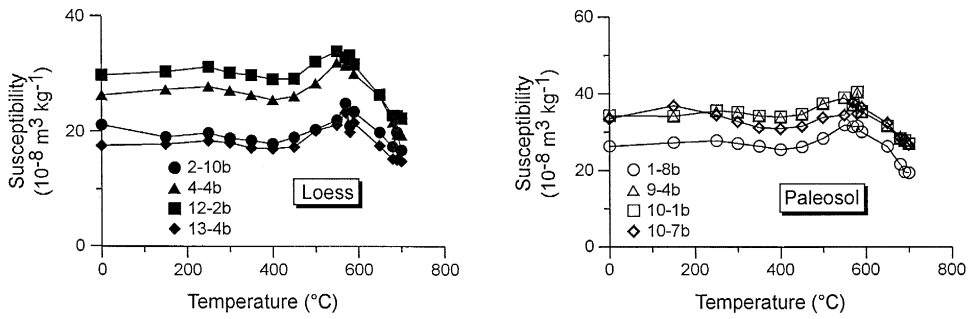 40
20
0
Susceptibility
(10-8 m3 kg-1)
2-10b
4-4b
12-2b
13-4b
Loess
0 200 400 600 800
Temperature (°C)
60
40
20
0
Susceptibility
(10-8 m3 kg-1)
1-8b
9-4b
10-1b
10-7b
Paleosol
0 200 400 600 800
Temperature (°C)